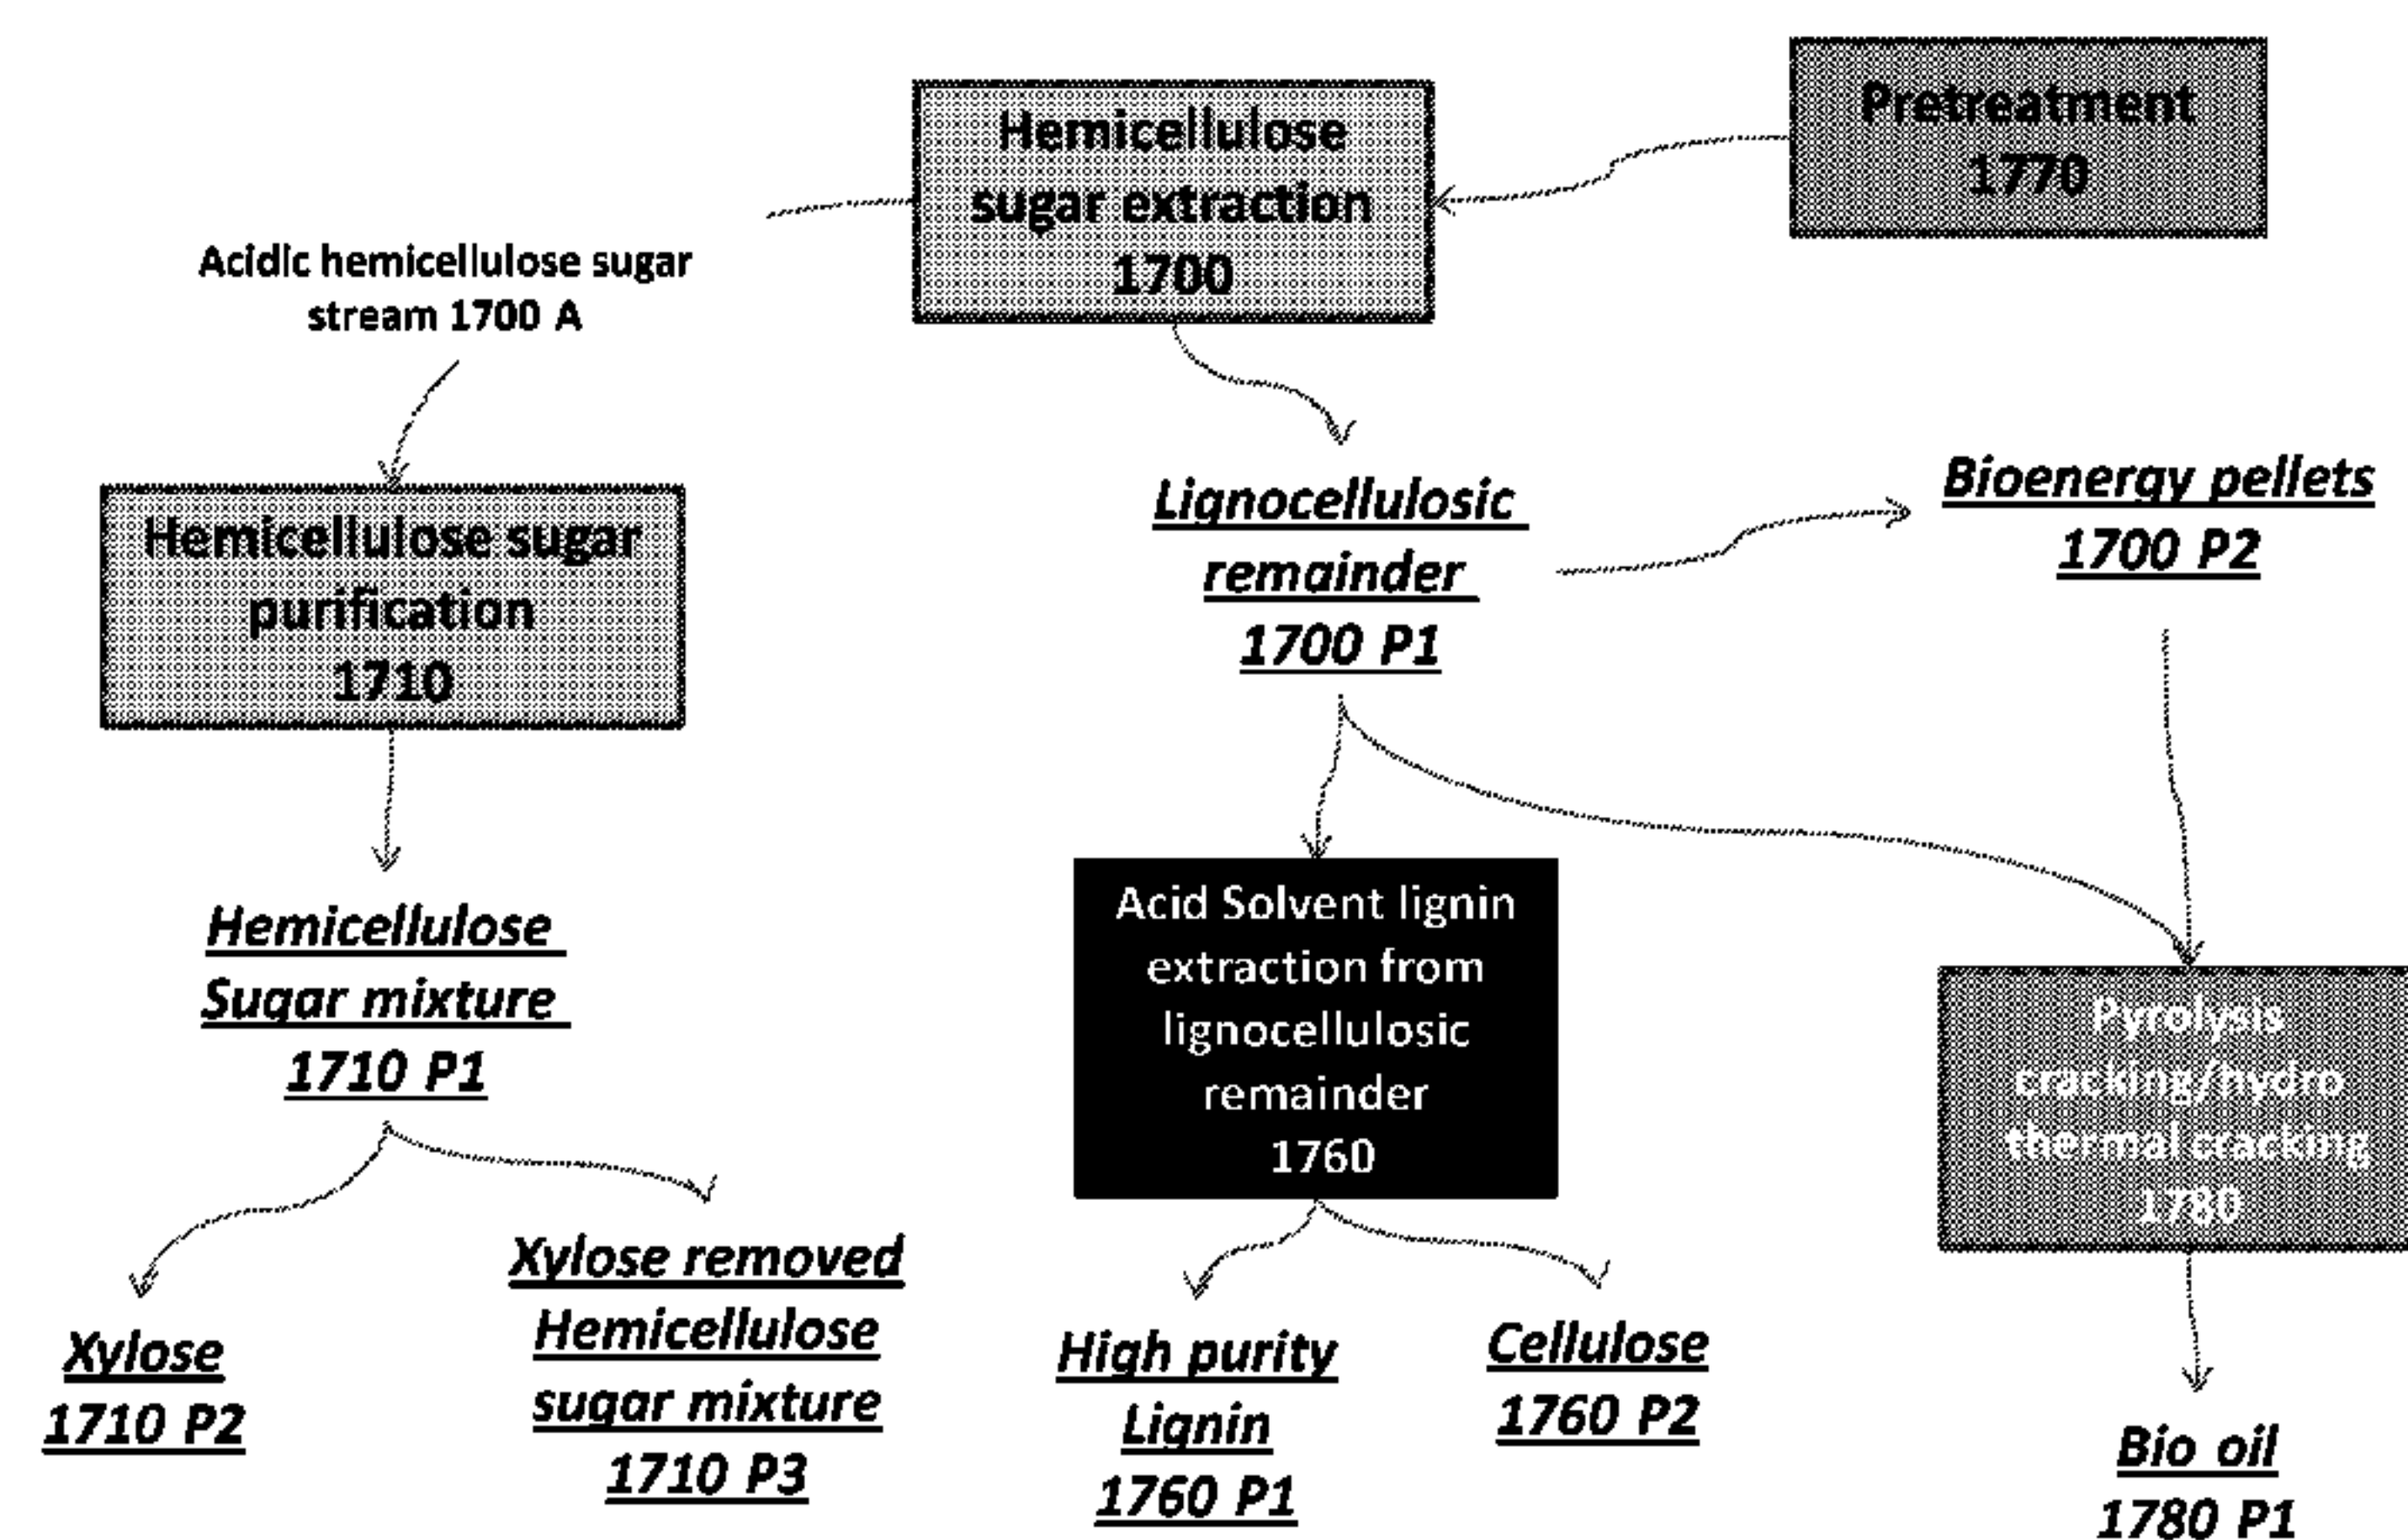 Pretreatment
1770
Hemicellulose
sugar extraction
1700
Acidic hemicellulose sugar
stream 1700 A
Hemicellulose sugar
purification
1710
Lignocellulosic
remainder
1700 P1
Bioenergy pellets
1700 P2
Hemicellulose
Sugar mixture
1710 P1
Acid Solvent lignin
extraction from
lignocellulosic
remainder
1760
Pyrolysis
cracking/hydro
thermal cracking
1780
Xylose
1710 P2
Xylose removed
Hemicellulose
sugar mixture
1710 P3
High purity
Lignin
1760 P1
Cellulose
1760 P2
Bio oil
1780 P1